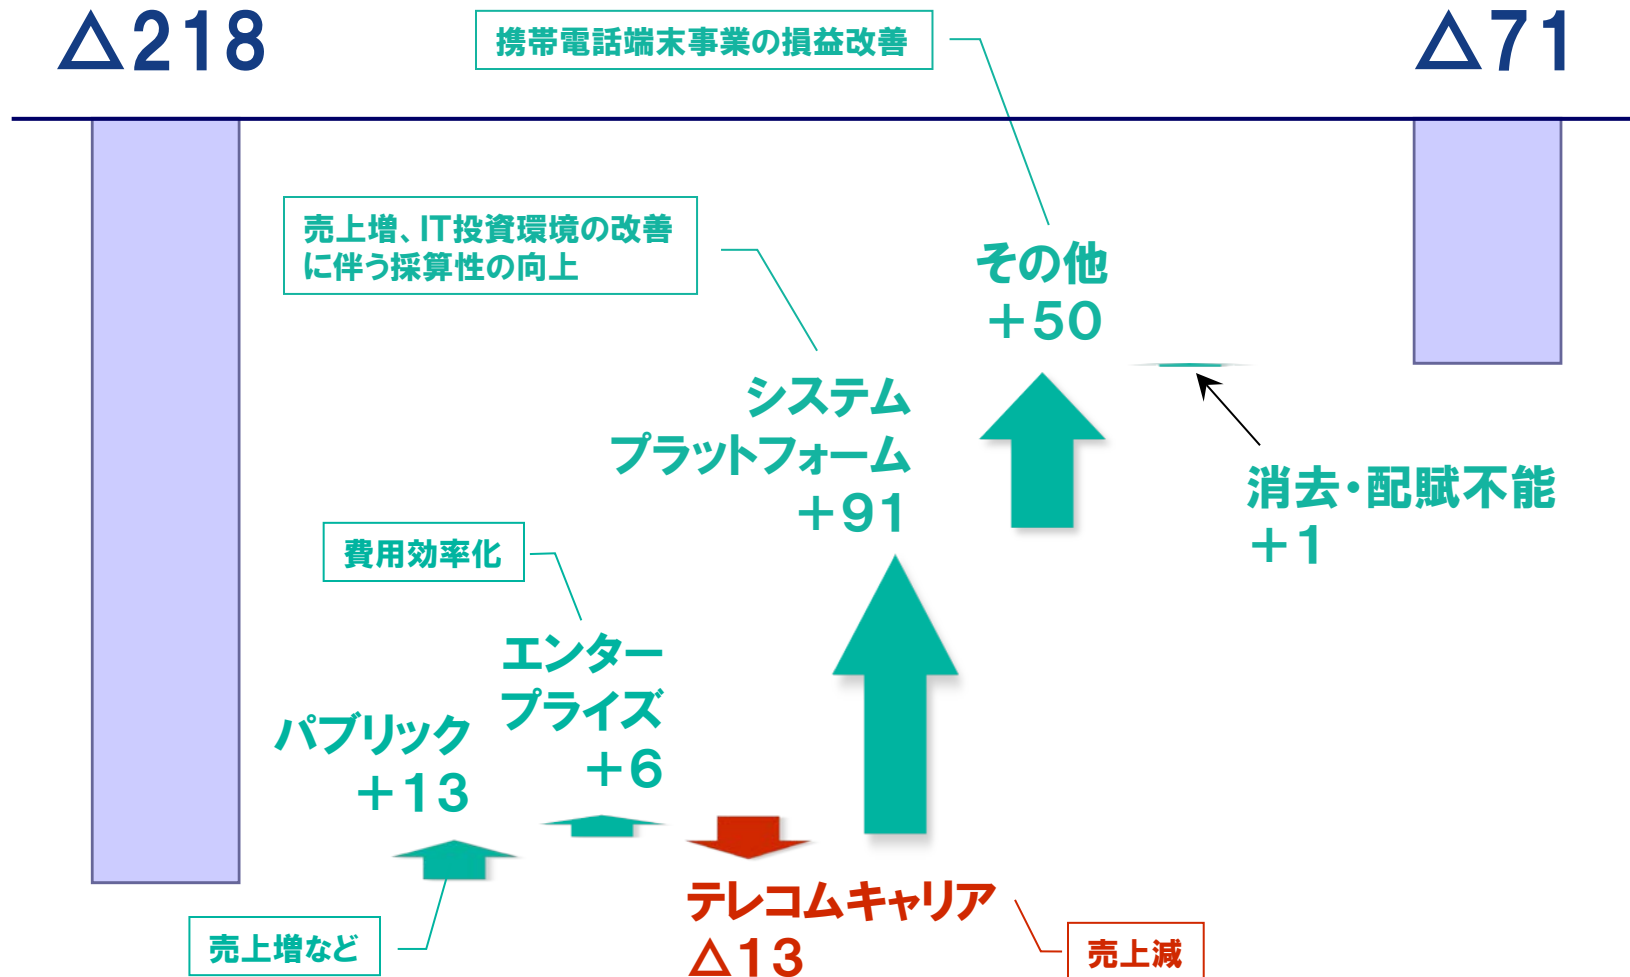 △218
携帯電話端末事業の損益改善
△71
売上増、IT投資環境の改善
に伴う採算性の向上
その他
+50
システム
プラットフォーム
+91
消去・配賦不能
+1
費用効率化
エンター
プライズ
+6
パブリック
+13
テレコムキャリア
△13
売上増など
売上減